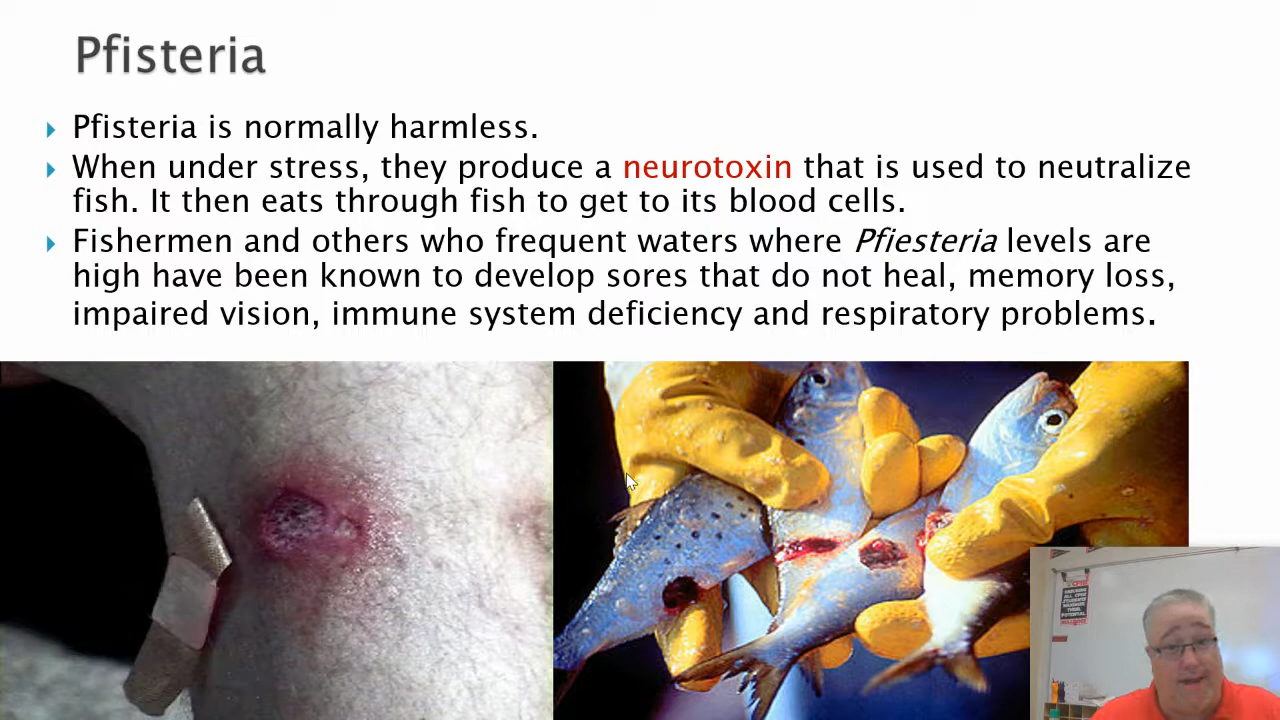 Pfisteria
Pfisteria is normally harmless.
When under stress, they produce a neurotoxin that is used to neutralize
fish. It then eats through fish to get to its blood cells.
Fishermen and others who frequent waters where Pfiesteria levels are
high have been known to develop sores that do not heal, memory loss,
impaired vision, immune system deficiency and respiratory problems.